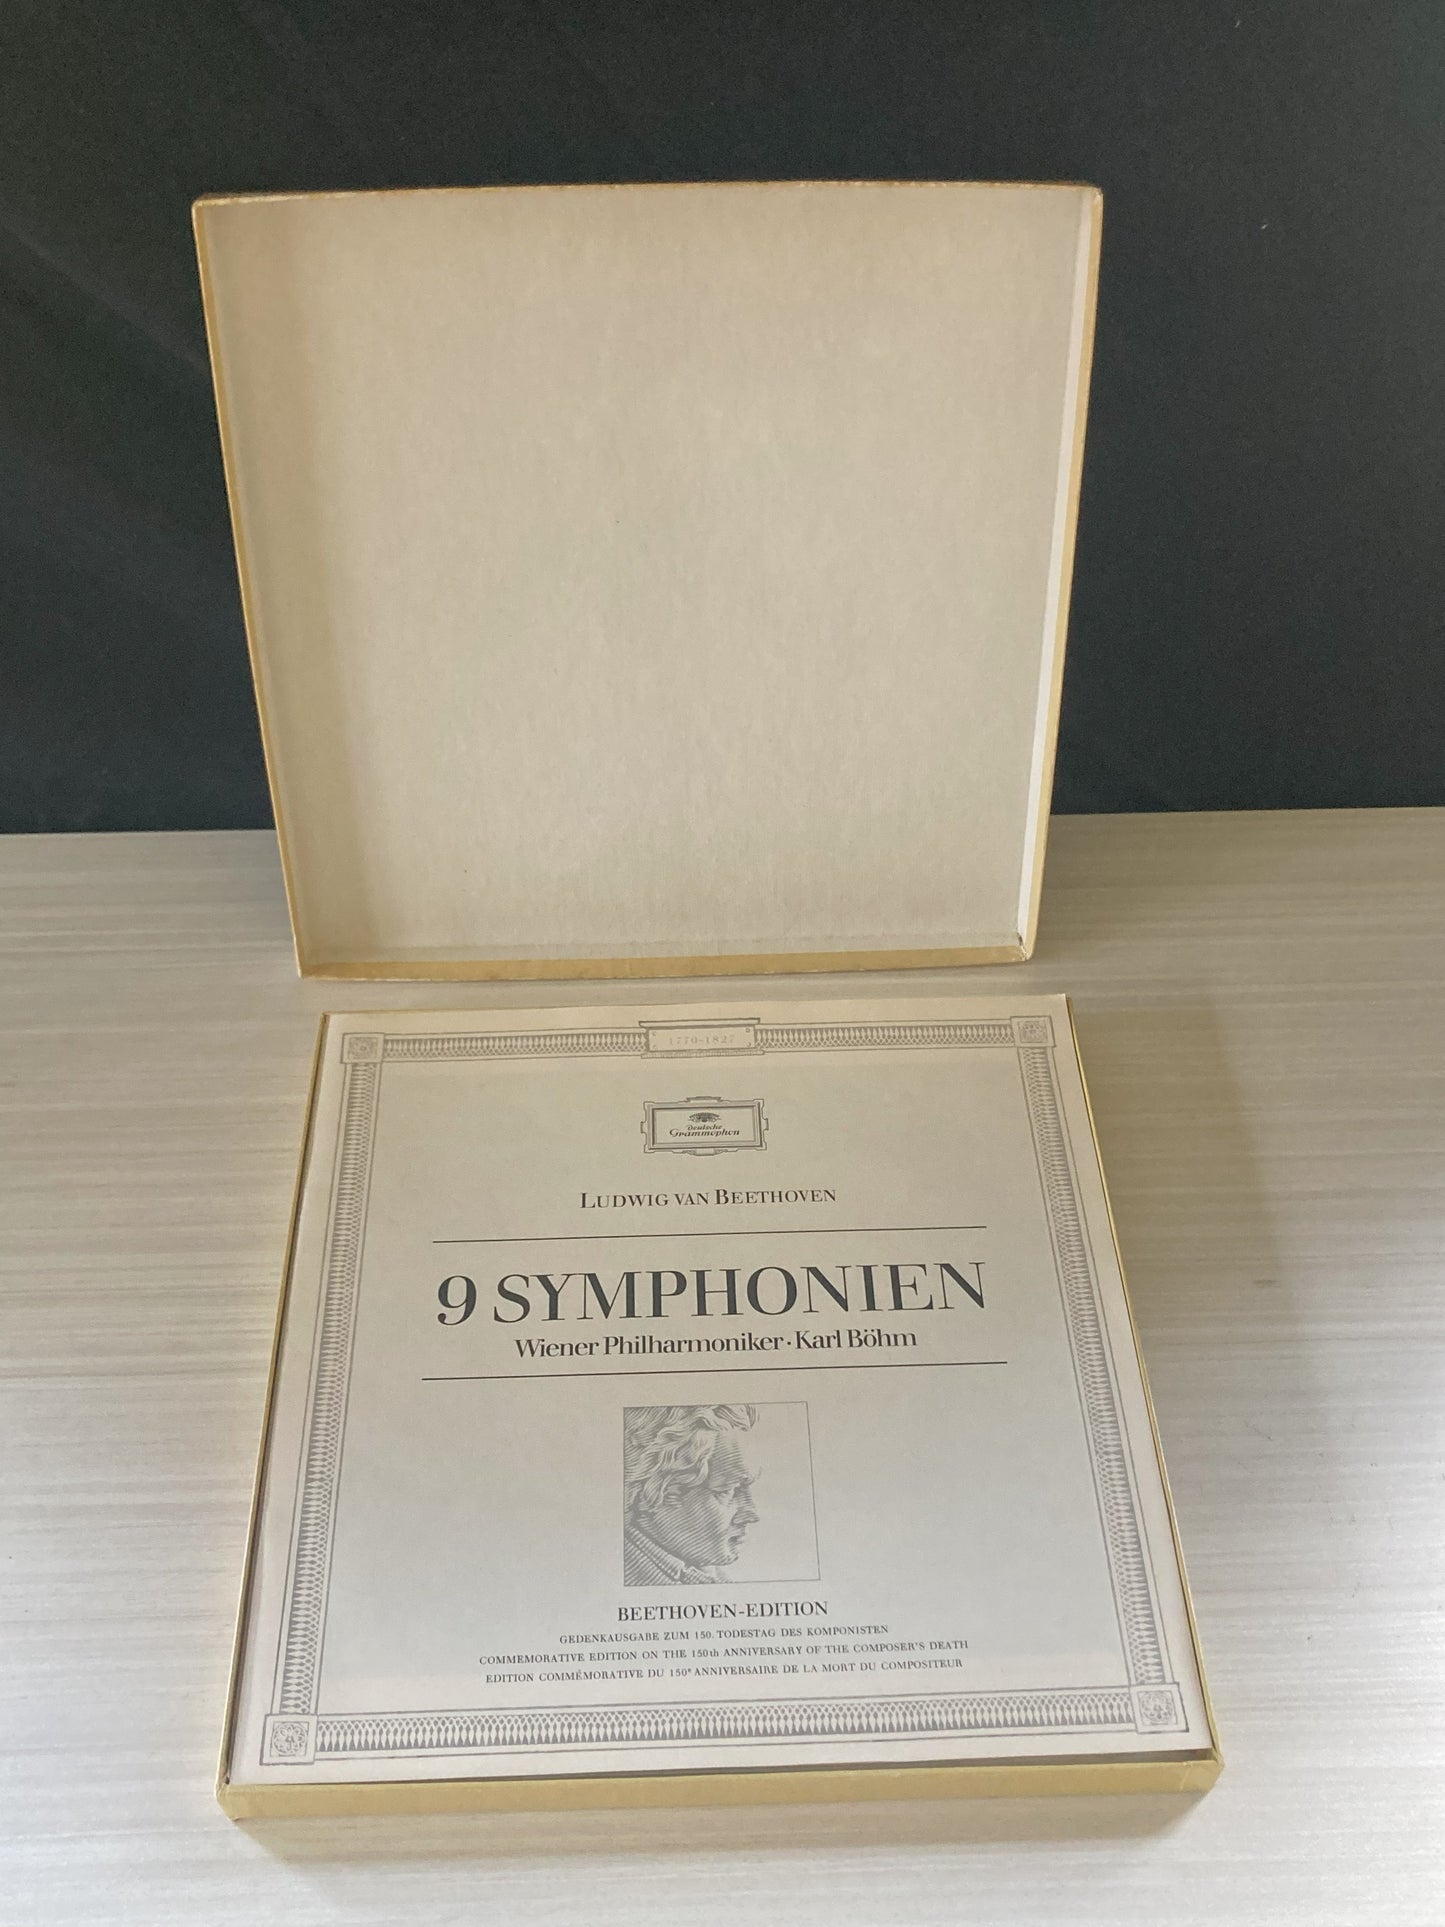 1770-1827
Deutsche
Grammophon
LUDWIG VAN BEETHOVEN
9 SYMPHONIEN
Wiener Philharmoniker · Karl Böhm
BEETHOVEN-EDITION
GEDENKAUSGABE ZUM 150. TODESTAG DES KOMPONISTEN
COMMEMORATIVE EDITION ON THE 150th ANNIVERSARY OF THE COMPOSER'S DEATH
EDITION COMMÉMORATIVE DU 150e ANNIVERSAIRE DE LA MORT DU COMPOSITEUR